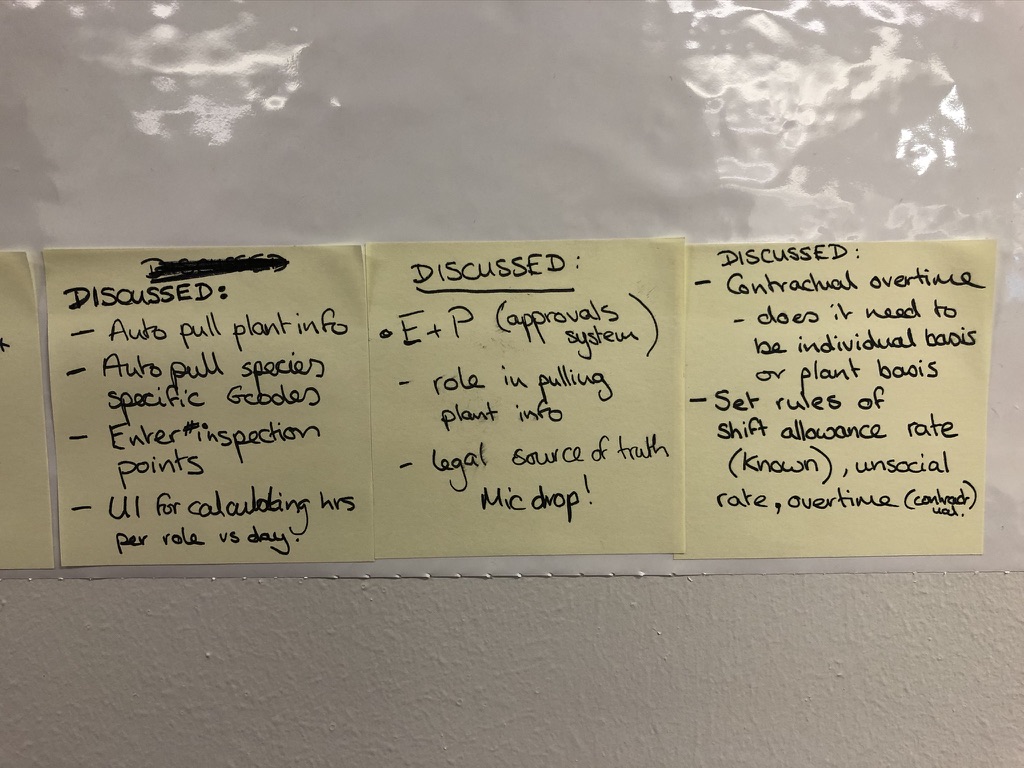 DISCUSSED:
- Auto pull plant info
- Auto pull species
specific Gcodes
- Enter # inspection
points
- UI for calculating hrs
per role vs day.
DISCUSSED:
• E + P (approvals
system)
- role in pulling
plant info
- legal source of truth
Mic drop!
DISCUSSED:
- Contractual overtime
- does it need to
be individual basis
or plant basis
- Set rules of
shift allowance rate
(known), unsocial
rate, overtime (contract
ual.)